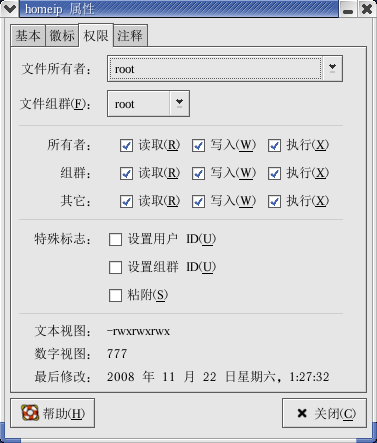 homeip 属性
基本 徽标 权限 注释
文件所有者： root
文件组群(F)： root
所有者： 读取(R) 写入(W) 执行(X)
组群： 读取(R) 写入(W) 执行(X)
其它： 读取(R) 写入(W) 执行(X)
特殊标志： 设置用户 ID(U)
设置组群 ID(U)
粘附(S)
文本视图： -rwxrwxrwx
数字视图： 777
最后修改： 2008 年 11 月 22 日星期六，1:27:32
帮助(H) 关闭(C)